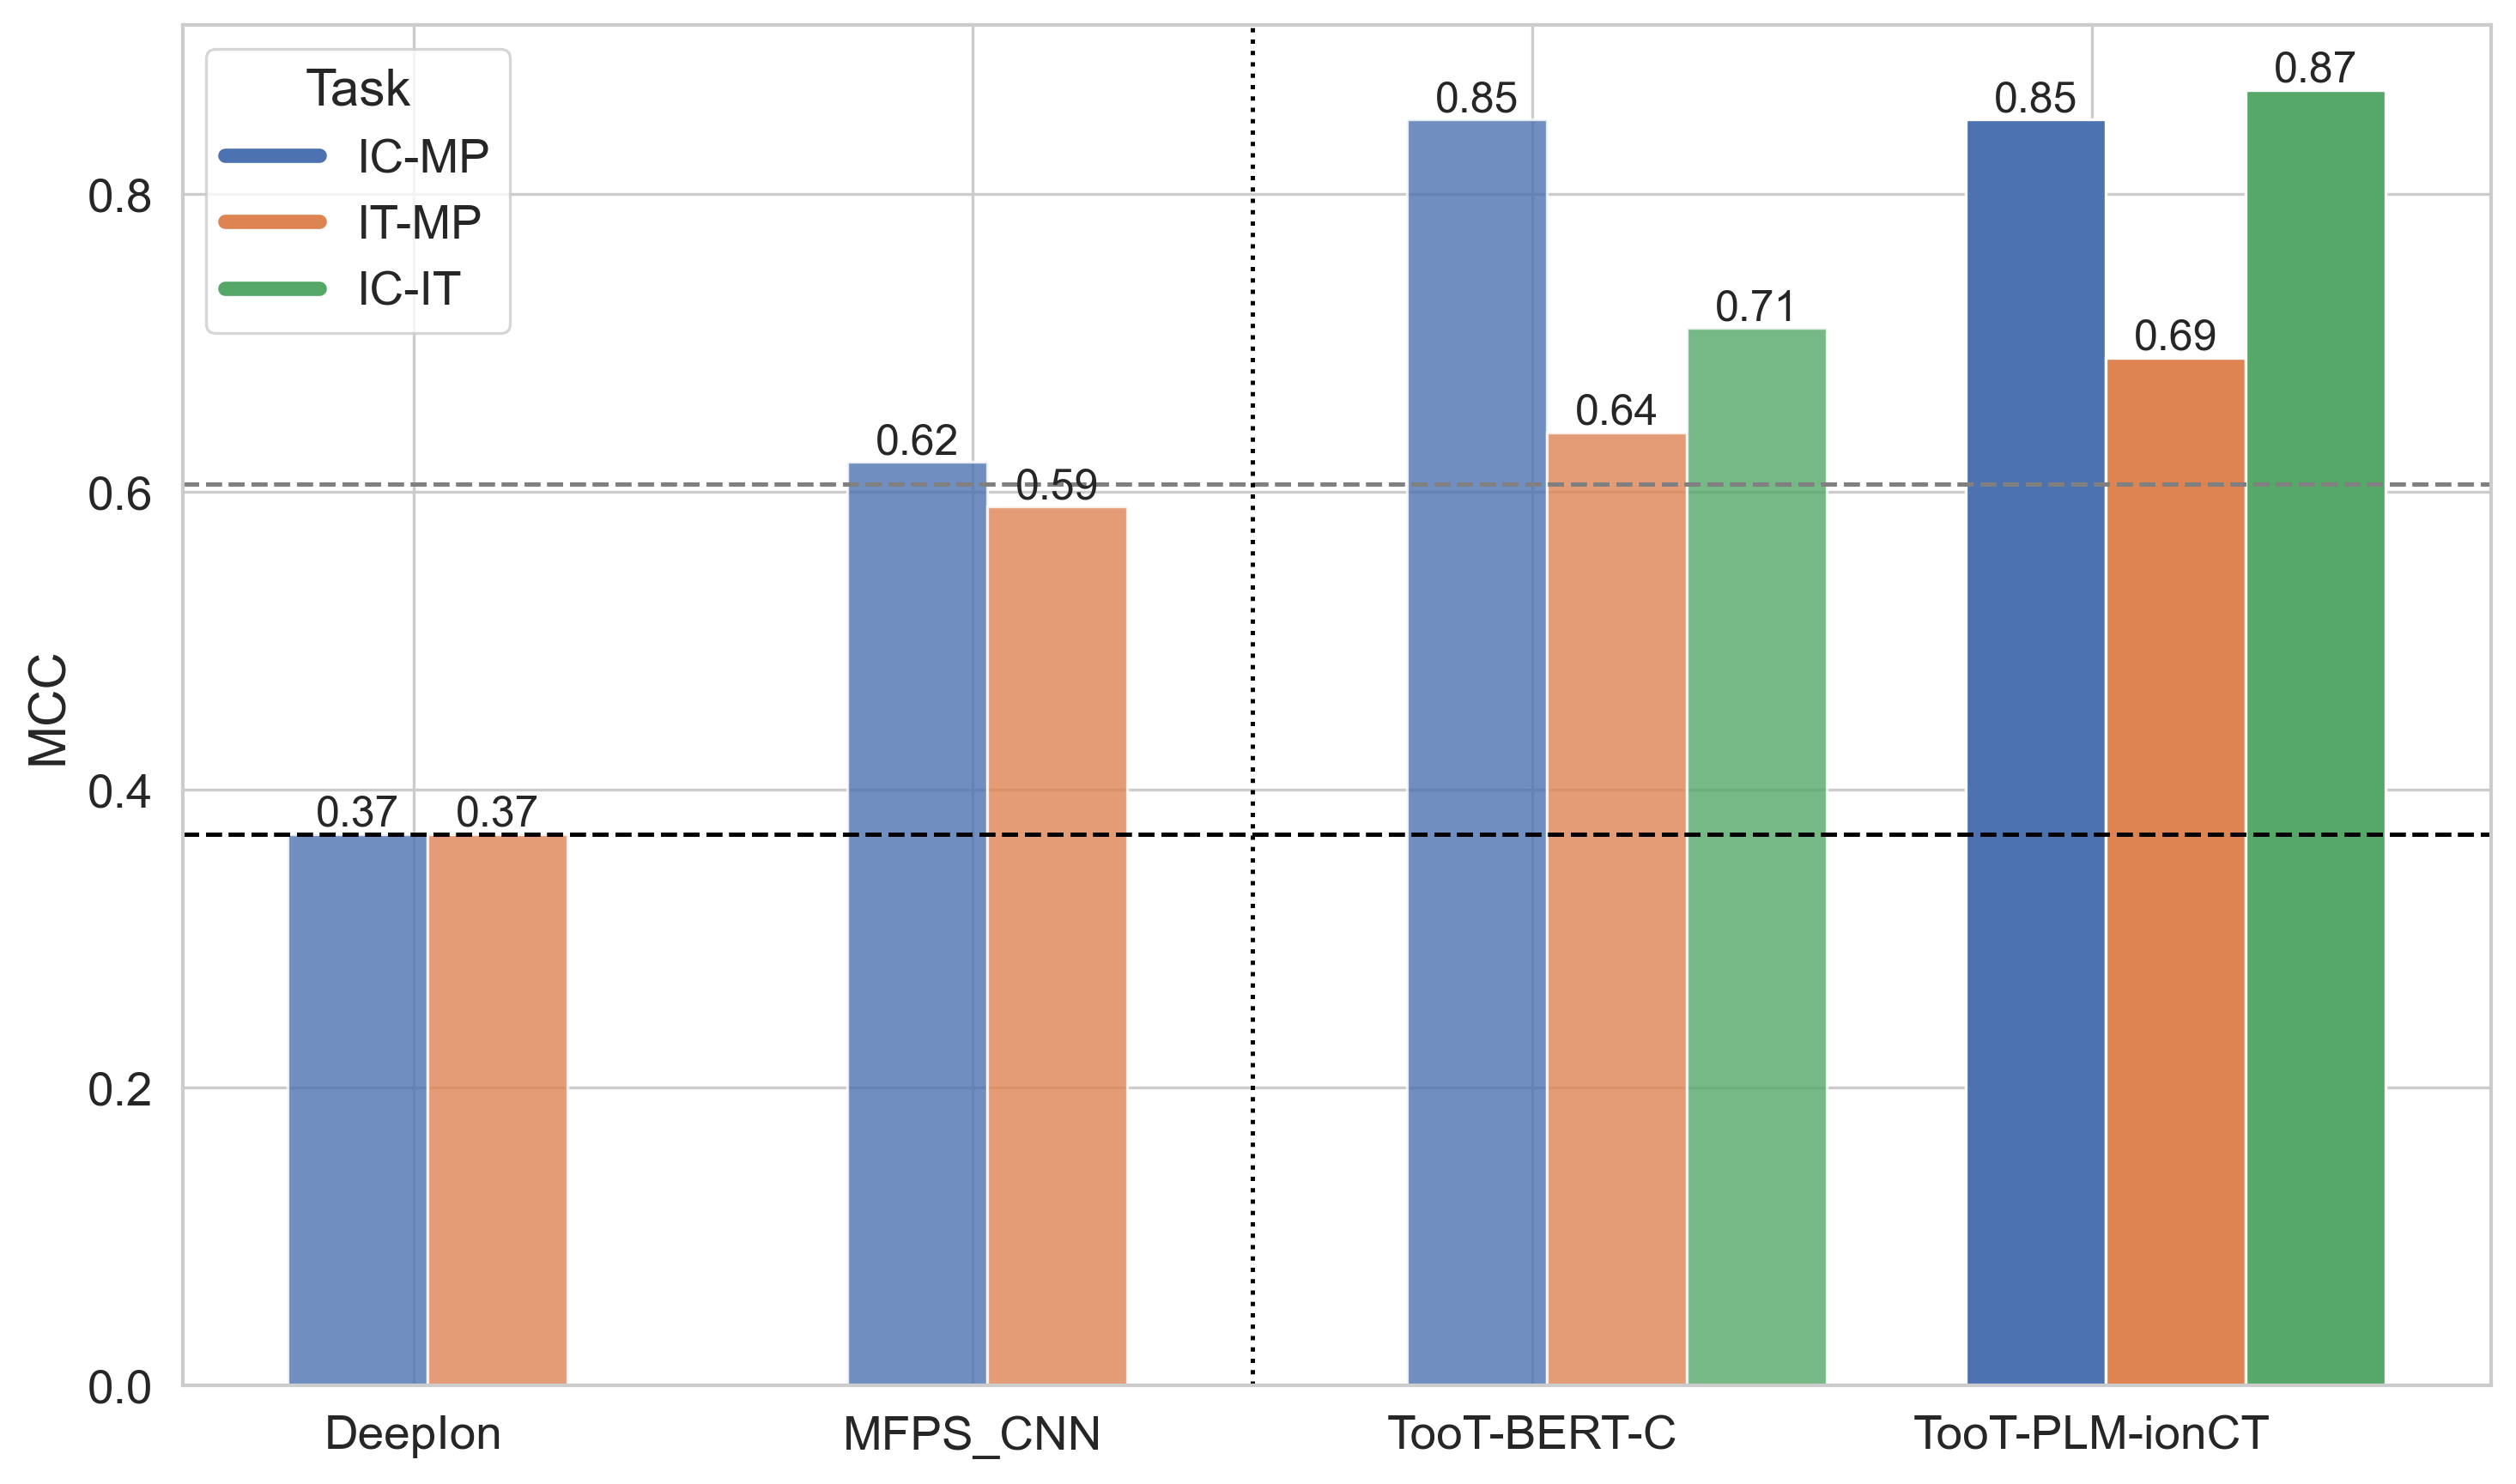 Task
IC-MP
IT-MP
IC-IT
MCC
0.8
0.6
0.4
0.2
0.0
0.37
0.37
0.62
0.59
0.85
0.64
0.71
0.85
0.69
0.87
DeepIon
MFPS_CNN
TooT-BERT-C
TooT-PLM-ionCT